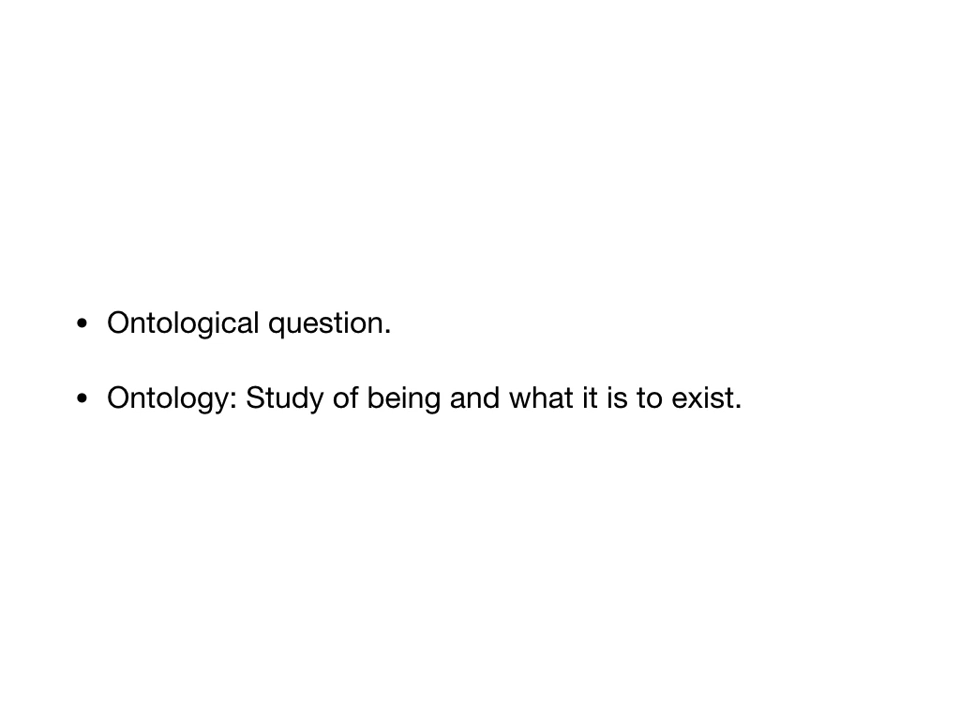 • Ontological question.
• Ontology: Study of being and what it is to exist.